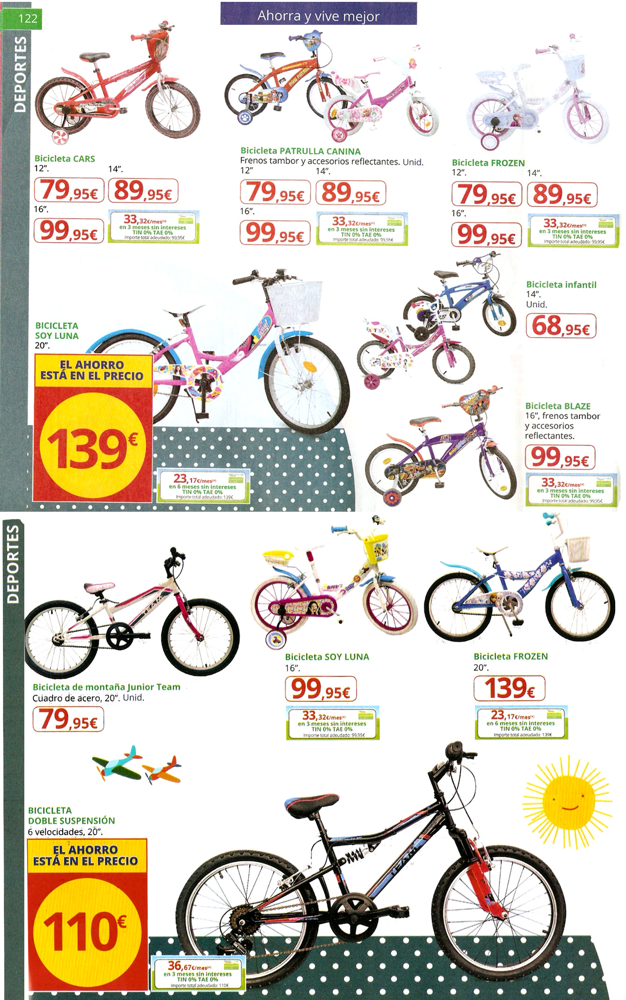 122
Ahorra y vive mejor
DEPORTES
Bicicleta CARS
12”.
14”.
79,95€
89,95€
16”.
99,95€
33,32€/mes(*)
en 3 meses sin intereses
TIN 0% TAE 0%
Importe total adeudado: 99,95€
PAW PATROL
Bicicleta PATRULLA CANINA
Frenos tambor y accesorios reflectantes. Unid.
12”
14”.
79,95€
89,95€
16”.
99,95€
33,32€/mes(*)
en 3 meses sin intereses
TIN 0% TAE 0%
Importe total adeudado: 99,95€
Bicicleta FROZEN
12”.
14”.
79,95€
89,95€
16”.
99,95€
33,32€/mes(*)
en 3 meses sin intereses
TIN 0% TAE 0%
Importe total adeudado: 99,95€
BICICLETA
SOY LUNA
20”.
EL AHORRO
ESTÁ EN EL PRECIO
139€
23,17€/mes(*)
en 6 meses sin intereses
TIN 0% TAE 0%
Importe total adeudado: 139€
Bicicleta infantil
14”.
Unid.
68,95€
Bicicleta BLAZE
16”, frenos tambor
y accesorios
reflectantes.
99,95€
33,32€/mes(*)
en 3 meses sin intereses
TIN 0% TAE 0%
Importe total adeudado: 99,95€
DEPORTES
TEAM
Bicicleta de montaña Junior Team
Cuadro de acero, 20”. Unid.
79,95€
Bicicleta SOY LUNA
16”.
99,95€
33,32€/mes(*)
en 3 meses sin intereses
TIN 0% TAE 0%
Importe total adeudado: 99,95€
Bicicleta FROZEN
20”.
139€
23,17€/mes(*)
en 6 meses sin intereses
TIN 0% TAE 0%
Importe total adeudado: 139€
BICICLETA
DOBLE SUSPENSIÓN
6 velocidades, 20”.
EL AHORRO
ESTÁ EN EL PRECIO
110€
36,67€/mes(*)
en 3 meses sin intereses
TIN 0% TAE 0%
Importe total adeudado: 110€
TEAM